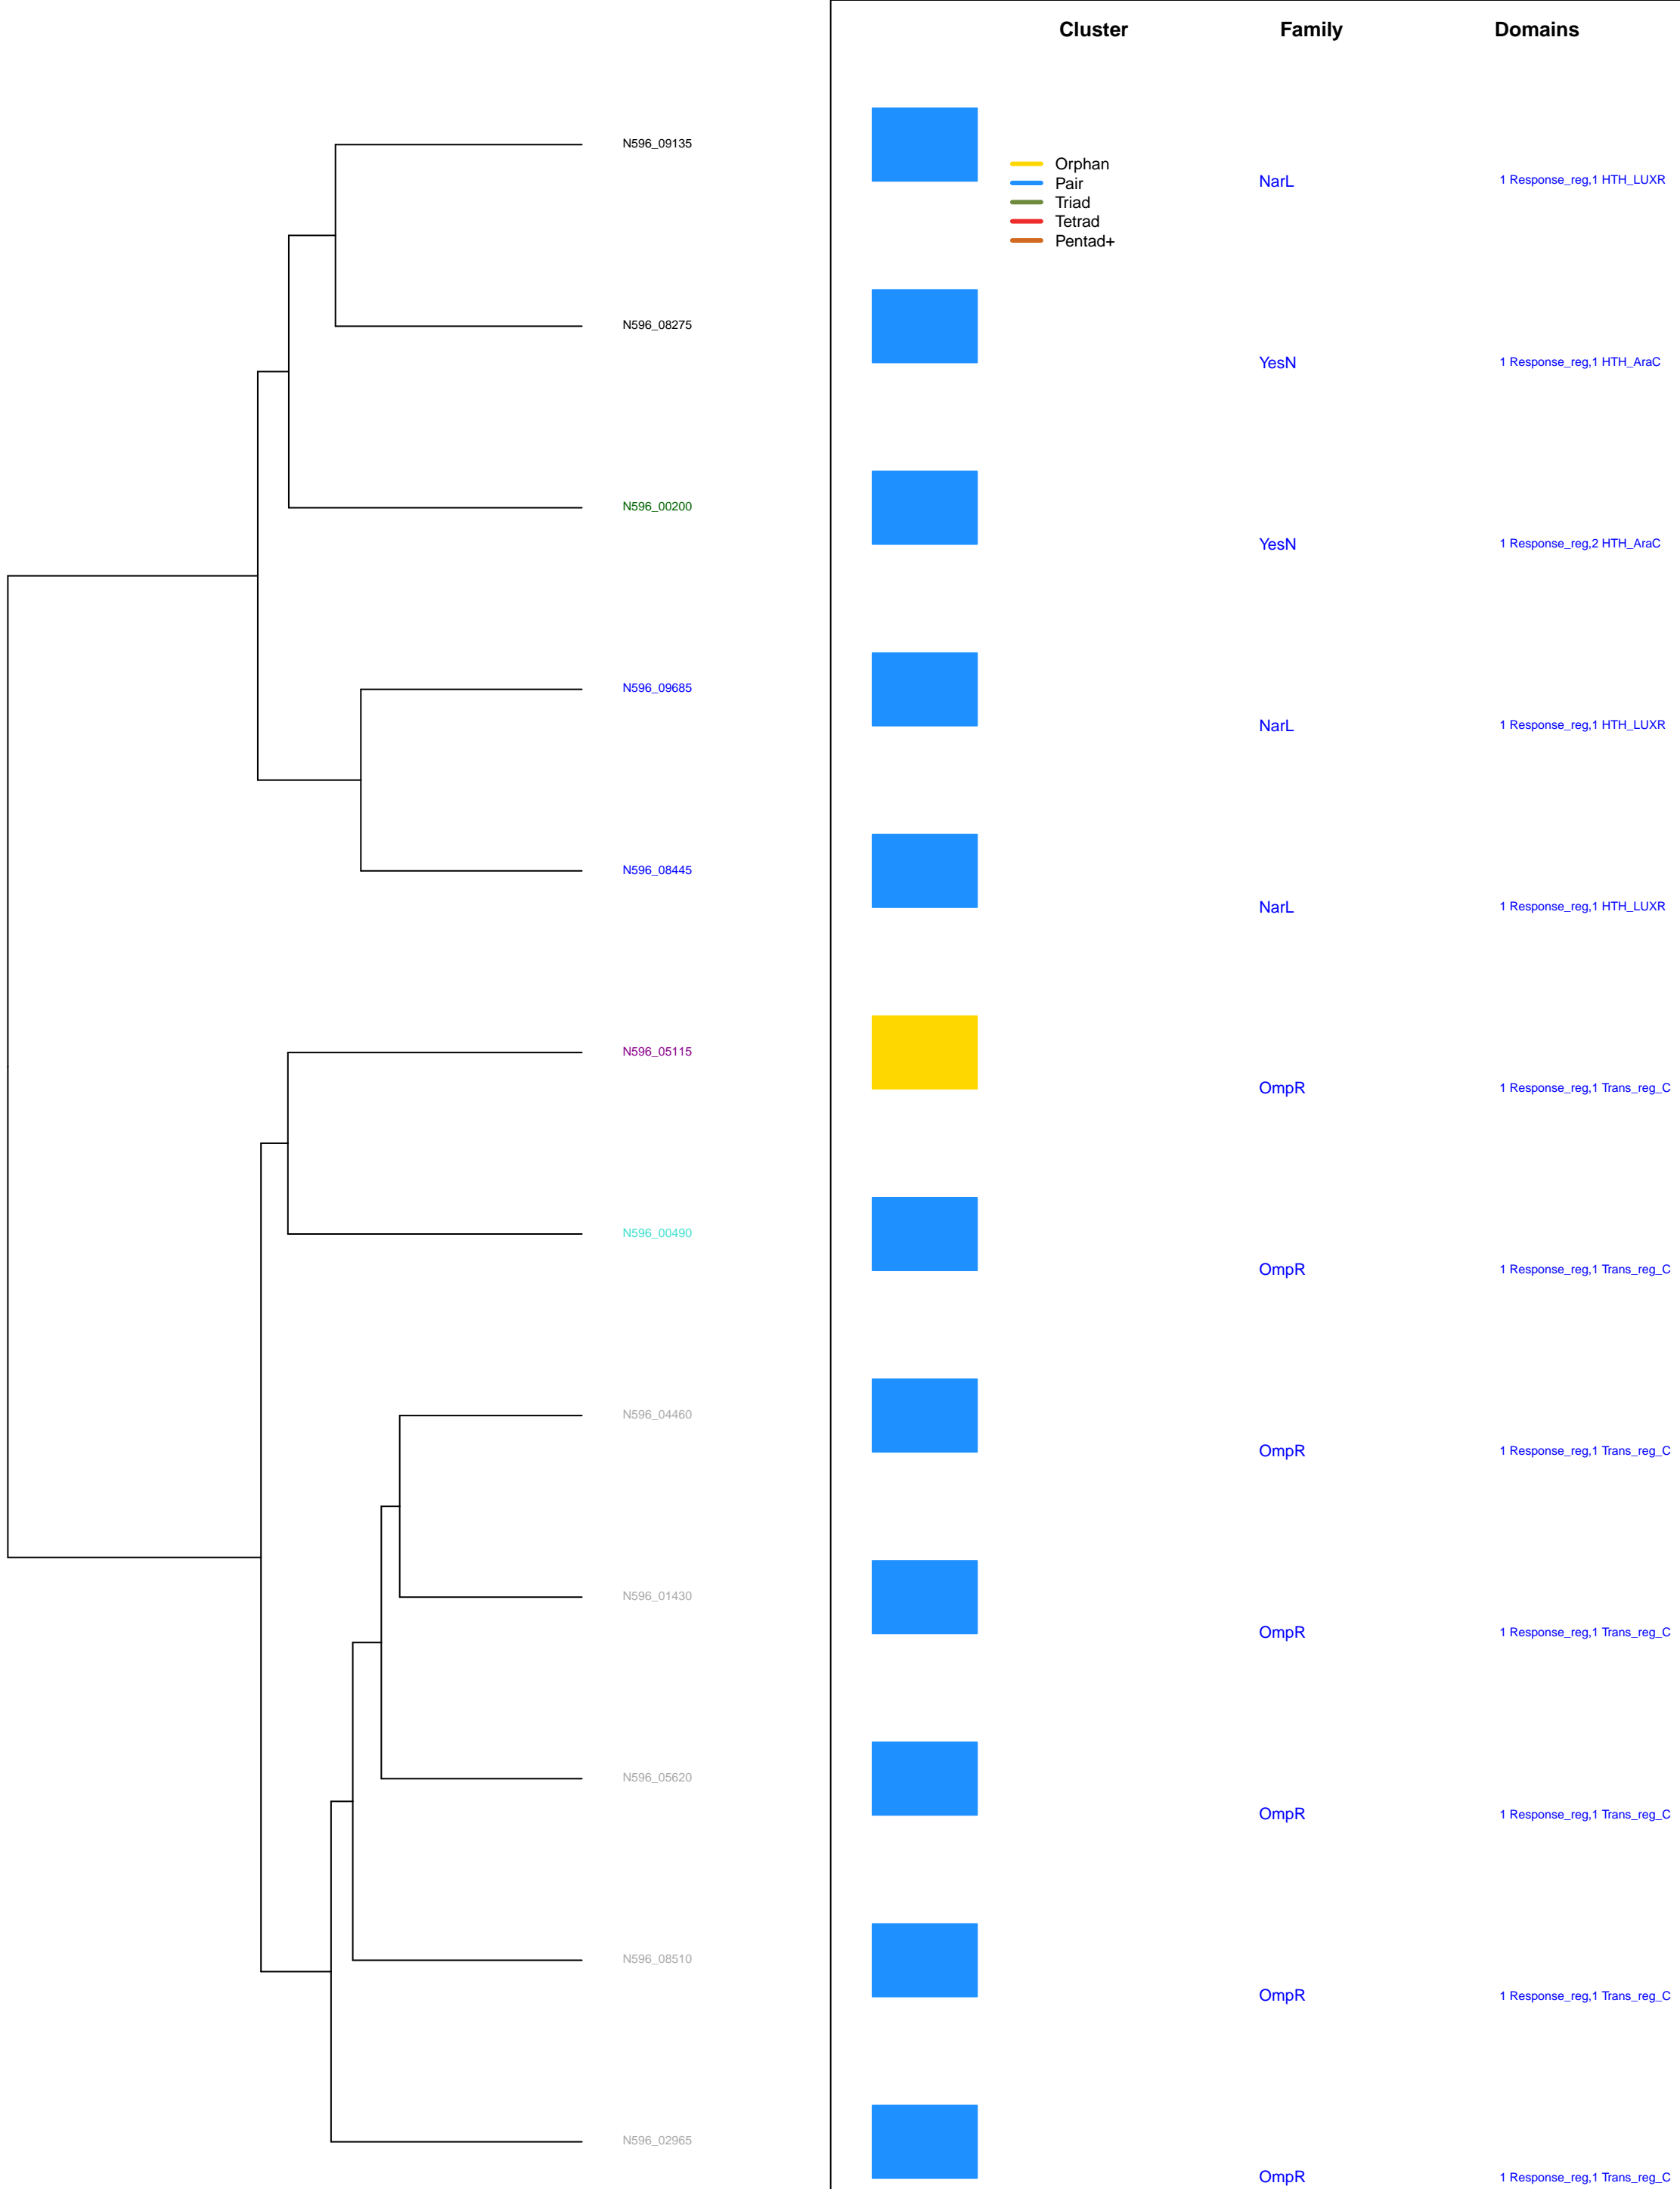 Cluster Family Domains
N596_09135
Orphan
Pair
NarL 1 Response_reg,1 HTH_LUXR
Triad
Tetrad
Pentad+
N596_08275
YesN 1 Response_reg,1 HTH_AraC
N596_00200
YesN 1 Response_reg,2 HTH_AraC
N596_09685
NarL 1 Response_reg,1 HTH_LUXR
N596_08445
NarL 1 Response_reg,1 HTH_LUXR
N596_05115
OmpR 1 Response_reg,1 Trans_reg_C
N596_00490
OmpR 1 Response_reg,1 Trans_reg_C
N596_04460
OmpR 1 Response_reg,1 Trans_reg_C
N596_01430
OmpR 1 Response_reg,1 Trans_reg_C
N596_05620
OmpR 1 Response_reg,1 Trans_reg_C
N596_08510
OmpR 1 Response_reg,1 Trans_reg_C
N596_02965
OmpR 1 Response_reg,1 Trans_reg_C